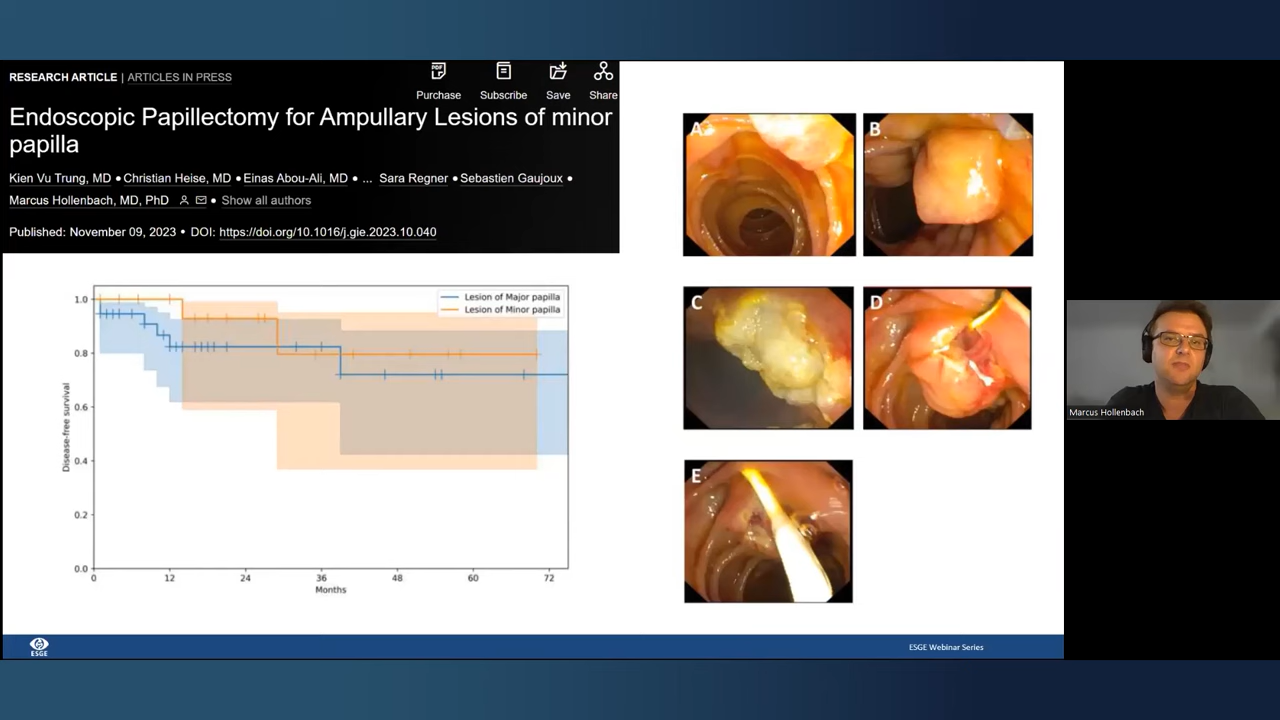 RESEARCH ARTICLE | ARTICLES IN PRESS
Purchase
Subscribe
Save
Share
Endoscopic Papillectomy for Ampullary Lesions of minor
papilla
Kien Vu Trung, MD • Christian Heise, MD • Einas Abou-Ali, MD • ... Sara Regner • Sebastien Gaujoux •
Marcus Hollenbach, MD, PhD • Show all authors
Published: November 09, 2023 • DOI: https://doi.org/10.1016/j.gie.2023.10.040
PDF
Lesion of Major papilla
Lesion of Minor papilla
1.0
0.8
0.6
0.4
0.2
0.0
Disease-free survival
0 12 24 36 48 60 72
Months
A
B
C
D
E
Marcus Hollenbach
ESGE
ESGE Webinar Series